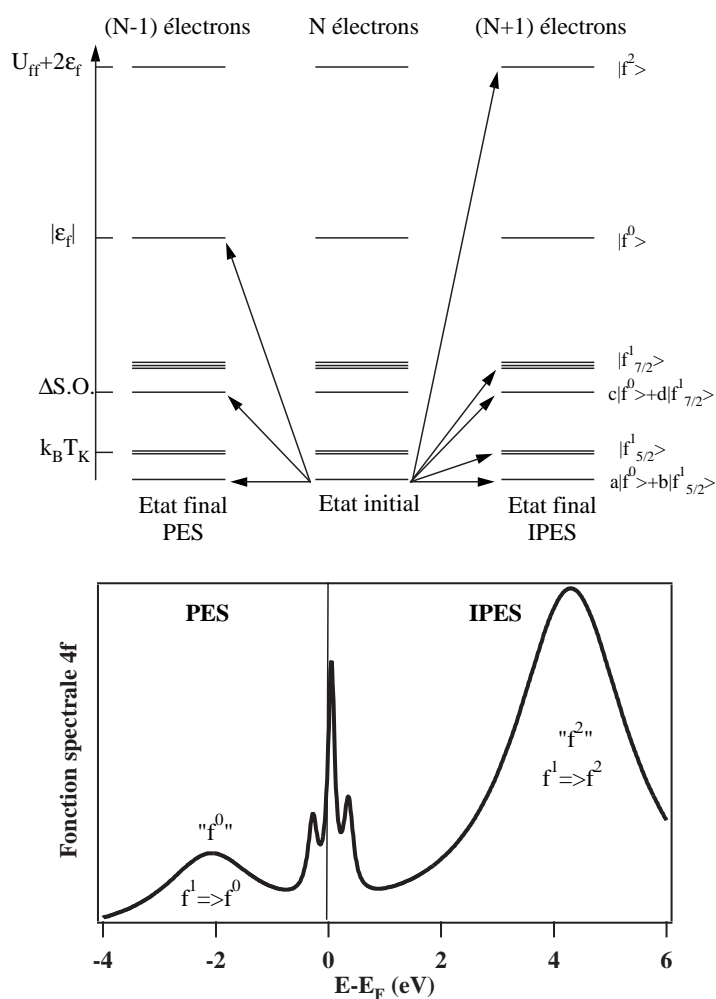 (N-1) électrons N électrons (N+1) électrons
U_ff+2ε_f |f²>
|ε_f| |f⁰>
|f¹_7/2>
ΔS.O. c|f⁰>+d|f¹_7/2>
k_BT_K |f¹_5/2>
a|f⁰>+b|f¹_5/2>
Etat final Etat initial Etat final
PES IPES
PES IPES
Fonction spectrale 4f
"f²"
f¹=>f²
"f⁰"
f¹=>f⁰
-4 -2 0 2 4 6
E-E_F (eV)